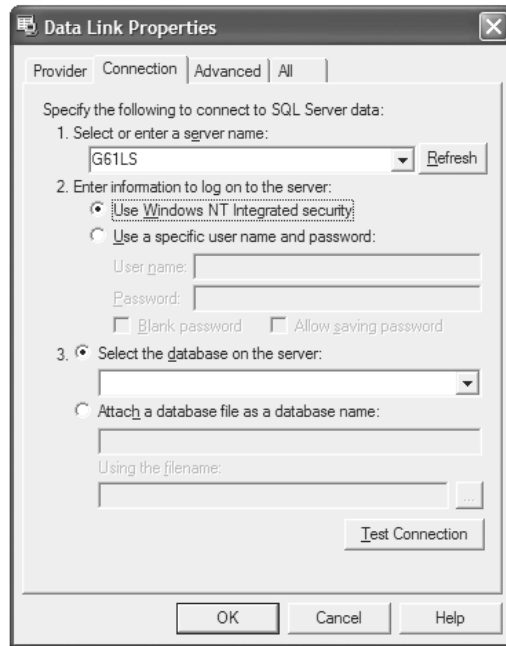 Data Link Properties
Provider Connection Advanced All
Specify the following to connect to SQL Server data:
1. Select or enter a server name:
G61LS Refresh
2. Enter information to log on to the server:
Use Windows NT Integrated security
Use a specific user name and password:
User name:
Password:
Blank password Allow saving password
3. Select the database on the server:
Attach a database file as a database name:
Using the filename:
...
Test Connection
OK Cancel Help